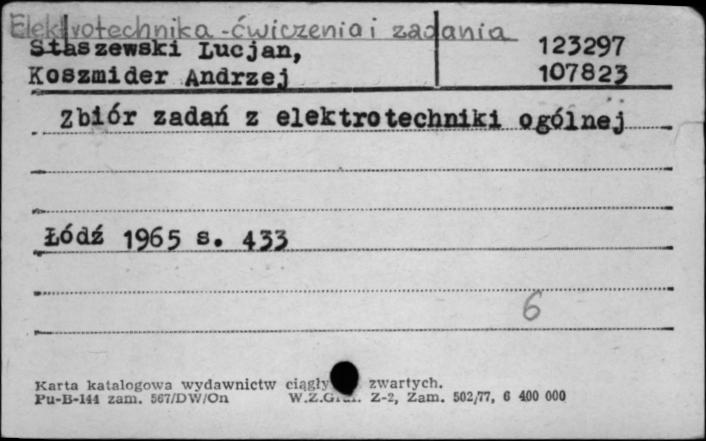 Elektrotechnika - ćwiczenia i zadania
Staszewski Lucjan, 123297
Koszmider Andrzej 107823
Zbiór zadań z elektrotechniki ogólnej
Łódź 1965 s. 433
6
Karta katalogowa wydawnictw zwartych.
Pu-B-144 zam. 567/DW/On Z-2, Zam. 502/77, 6 400 000